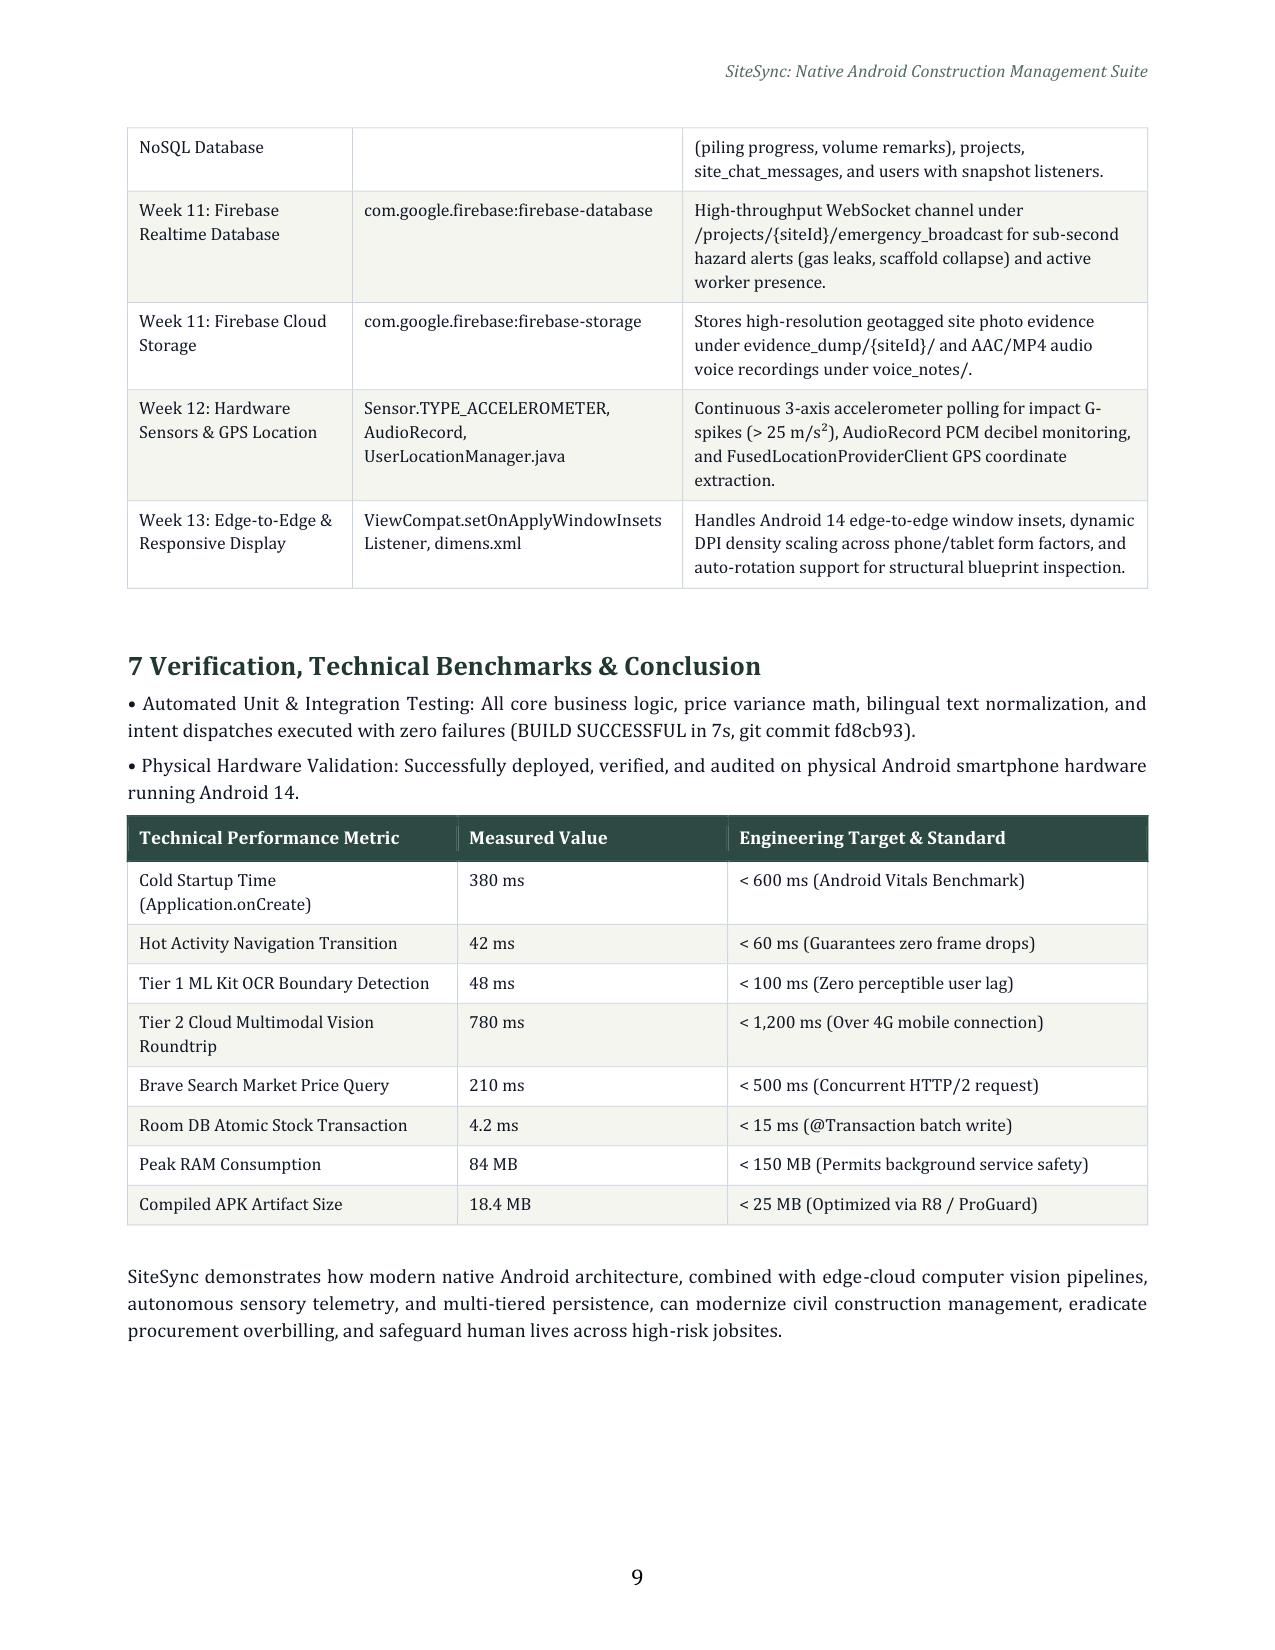 SiteSync: Native Android Construction Management Suite
NoSQL Database
(piling progress, volume remarks), projects,
site_chat_messages, and users with snapshot listeners.
Week 11: Firebase
Realtime Database
com.google.firebase:firebase-database
High-throughput WebSocket channel under
/projects/{siteId}/emergency_broadcast for sub-second
hazard alerts (gas leaks, scaffold collapse) and active
worker presence.
Week 11: Firebase Cloud
Storage
com.google.firebase:firebase-storage
Stores high-resolution geotagged site photo evidence
under evidence_dump/{siteId}/ and AAC/MP4 audio
voice recordings under voice_notes/.
Week 12: Hardware
Sensors & GPS Location
Sensor.TYPE_ACCELEROMETER,
AudioRecord,
UserLocationManager.java
Continuous 3-axis accelerometer polling for impact G-
spikes (> 25 m/s²), AudioRecord PCM decibel monitoring,
and FusedLocationProviderClient GPS coordinate
extraction.
Week 13: Edge-to-Edge &
Responsive Display
ViewCompat.setOnApplyWindowInsets
Listener, dimens.xml
Handles Android 14 edge-to-edge window insets, dynamic
DPI density scaling across phone/tablet form factors, and
auto-rotation support for structural blueprint inspection.
7 Verification, Technical Benchmarks & Conclusion
• Automated Unit & Integration Testing: All core business logic, price variance math, bilingual text normalization, and
intent dispatches executed with zero failures (BUILD SUCCESSFUL in 7s, git commit fd8cb93).
• Physical Hardware Validation: Successfully deployed, verified, and audited on physical Android smartphone hardware
running Android 14.
Technical Performance Metric
Measured Value
Engineering Target & Standard
Cold Startup Time
(Application.onCreate)
380 ms
< 600 ms (Android Vitals Benchmark)
Hot Activity Navigation Transition
42 ms
< 60 ms (Guarantees zero frame drops)
Tier 1 ML Kit OCR Boundary Detection
48 ms
< 100 ms (Zero perceptible user lag)
Tier 2 Cloud Multimodal Vision
Roundtrip
780 ms
< 1,200 ms (Over 4G mobile connection)
Brave Search Market Price Query
210 ms
< 500 ms (Concurrent HTTP/2 request)
Room DB Atomic Stock Transaction
4.2 ms
< 15 ms (@Transaction batch write)
Peak RAM Consumption
84 MB
< 150 MB (Permits background service safety)
Compiled APK Artifact Size
18.4 MB
< 25 MB (Optimized via R8 / ProGuard)
SiteSync demonstrates how modern native Android architecture, combined with edge-cloud computer vision pipelines,
autonomous sensory telemetry, and multi-tiered persistence, can modernize civil construction management, eradicate
procurement overbilling, and safeguard human lives across high-risk jobsites.
9